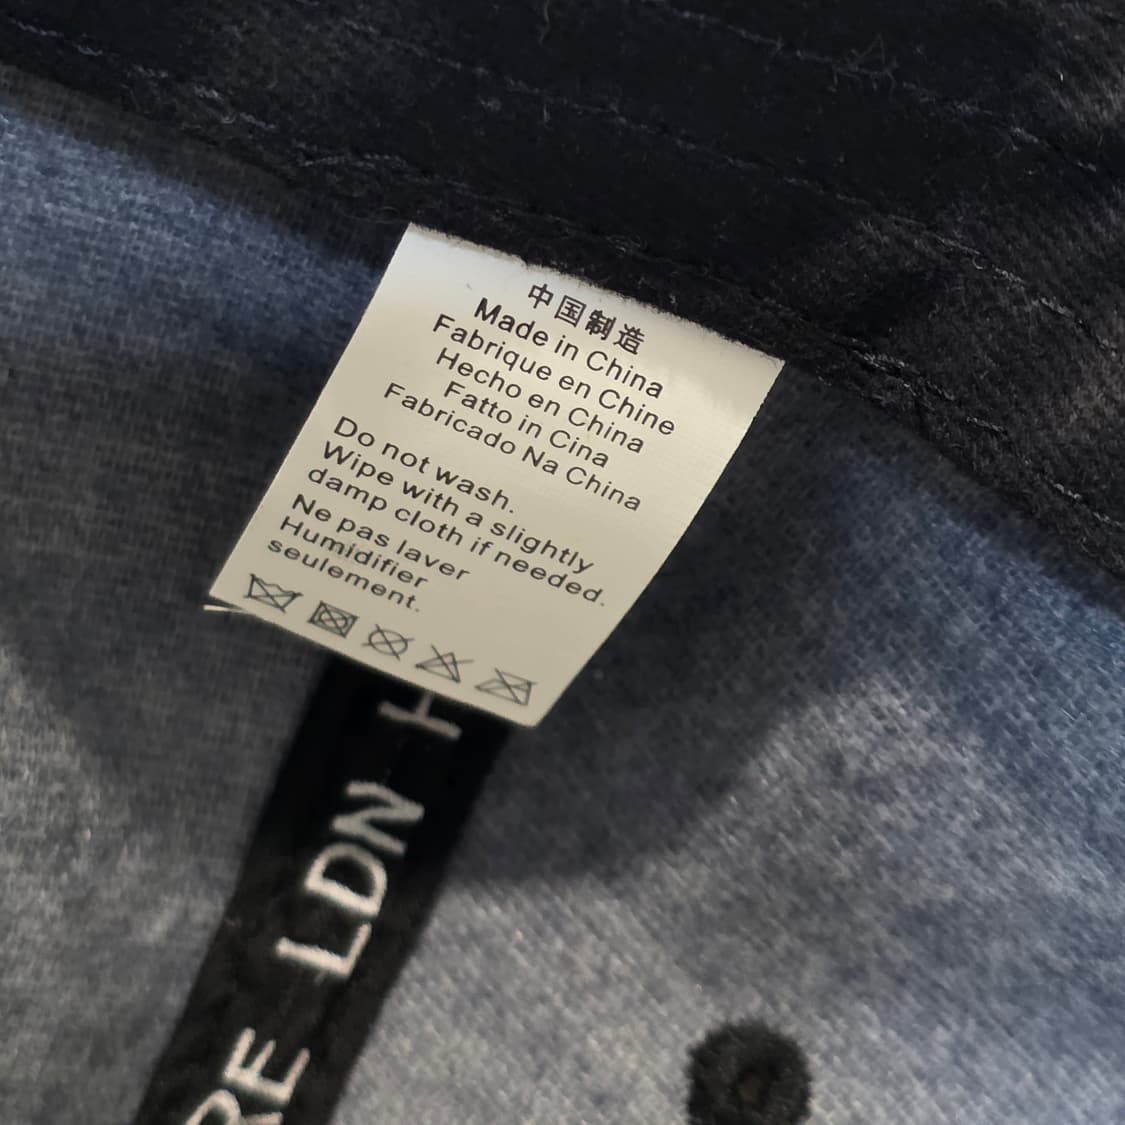 中国制造
Made in China
Fabrique en Chine
Hecho en China
Fatto in Cina
Fabricado Na China
Do not wash.
Wipe with a slightly
damp cloth if needed.
Ne pas laver
Humidifier
seulement.
LDN